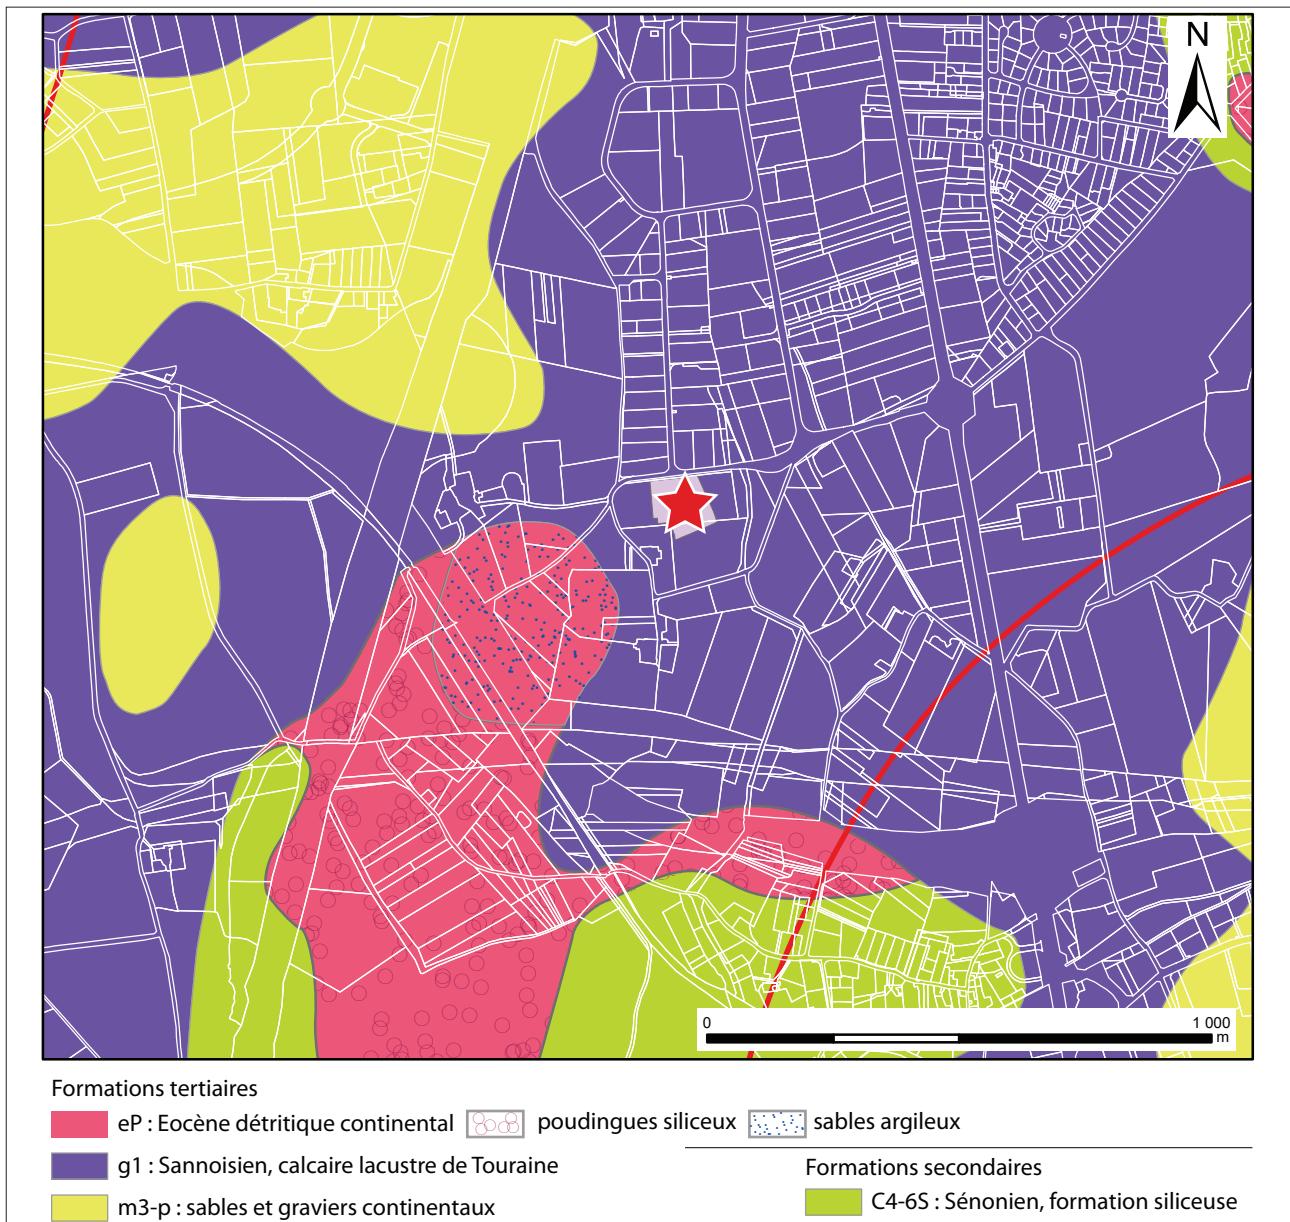 N
0 1 000
m
Formations tertiaires
eP : Eocène détritique continental poudingues siliceux sables argileux
g1 : Sannoisien, calcaire lacustre de Touraine
Formations secondaires
m3-p : sables et graviers continentaux
C4-6S : Sénonien, formation siliceuse